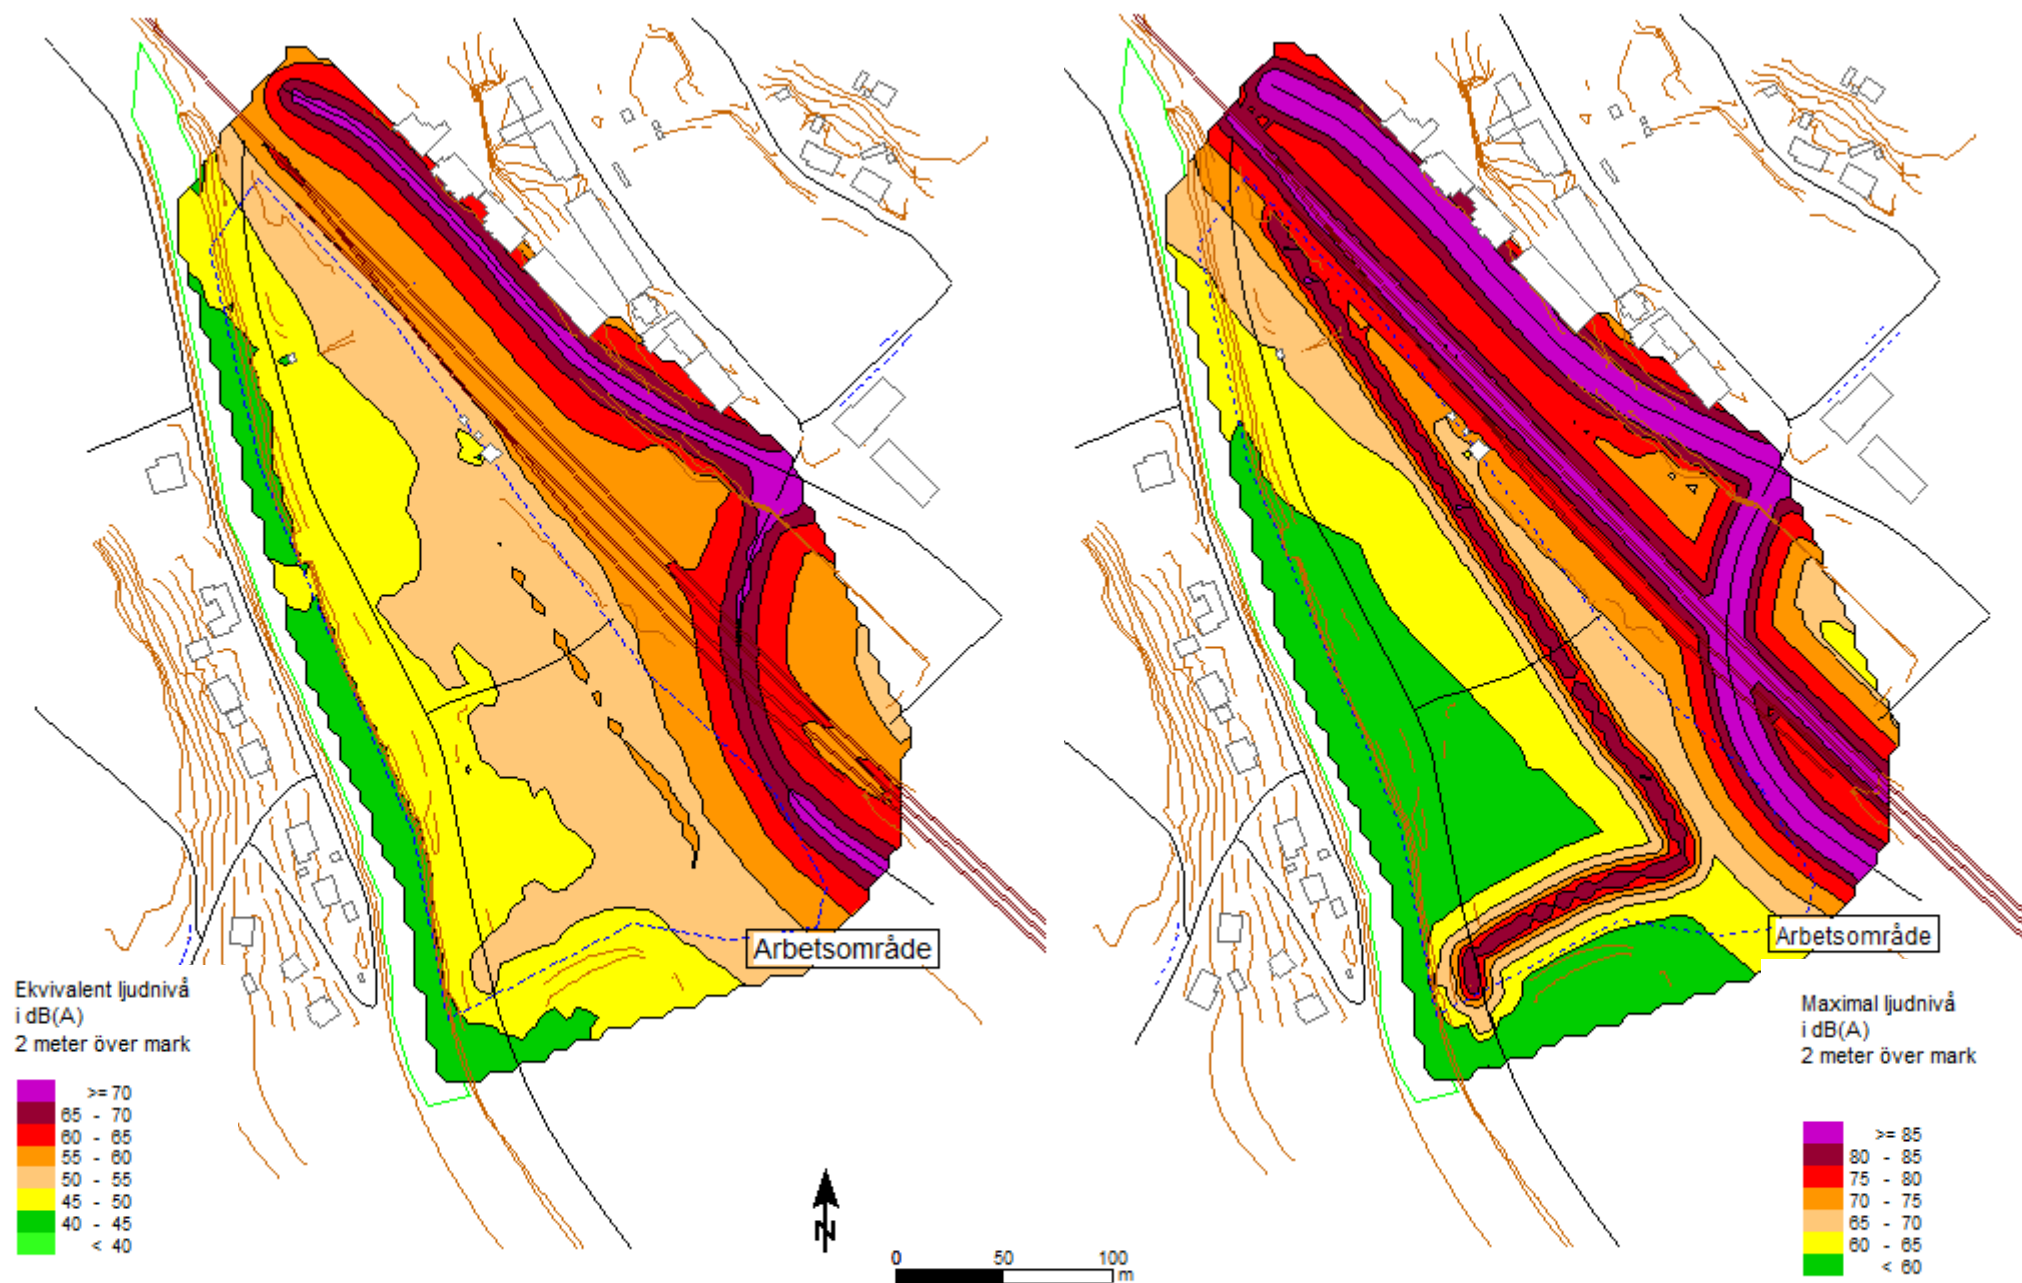 Arbetsområde
Ekvivalent ljudnivå
i dB(A)
2 meter över mark
>= 70
65 - 70
60 - 65
55 - 60
50 - 55
45 - 50
40 - 45
< 40
N
0 50 100
m
Arbetsområde
Maximal ljudnivå
i dB(A)
2 meter över mark
>= 85
80 - 85
75 - 80
70 - 75
65 - 70
60 - 65
< 60